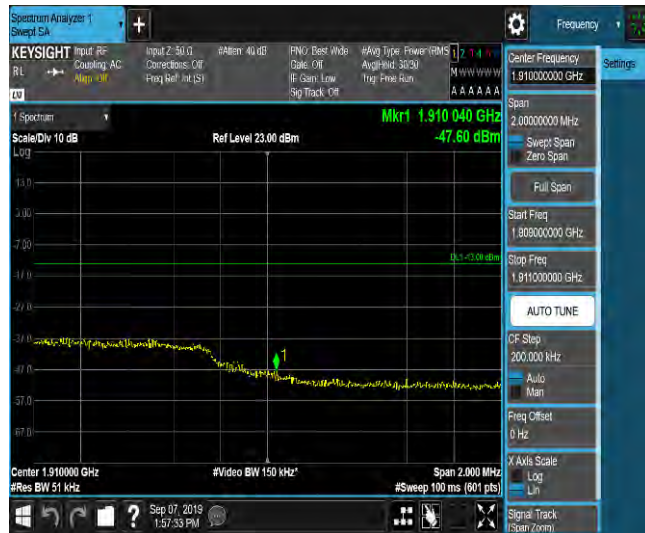 Spectrum Analyzer 1
Swept SA
+
Frequency
KEYSIGHT
Input: RF
Input Z: 50 Ω
#Atten: 40 dB
PNO: Best Wide
#Avg Type: Power (RMS
1 2 3 4
RL
Coupling: AC
Corrections: Off
Gate: Off
Avg|Hold: 30/30
M W W W W W
Align: Off
Freq Ref: Int (S)
IF Gain: Low
Trig: Free Run
Sig Track: Off
A A A A A A
LXI
1 Spectrum
Mkr1 1.910 040 GHz
Scale/Div 10 dB
Ref Level 23.00 dBm
-47.60 dBm
Log
13.0
3.00
-7.00
DL1 -13.00 dBm
-17.0
-27.0
-37.0
1
-47.0
-57.0
-67.0
Center 1.910000 GHz
#Video BW 150 kHz*
Span 2.000 MHz
#Res BW 51 kHz
#Sweep 100 ms (601 pts)
?
Sep 07, 2019
1:57:33 PM
Center Frequency
1.910000000 GHz
Settings
Span
2.00000000 MHz
Swept Span
Zero Span
Full Span
Start Freq
1.909000000 GHz
Stop Freq
1.911000000 GHz
AUTO TUNE
CF Step
200.000 kHz
Auto
Man
Freq Offset
0 Hz
X Axis Scale
Log
Lin
Signal Track
(Span Zoom)